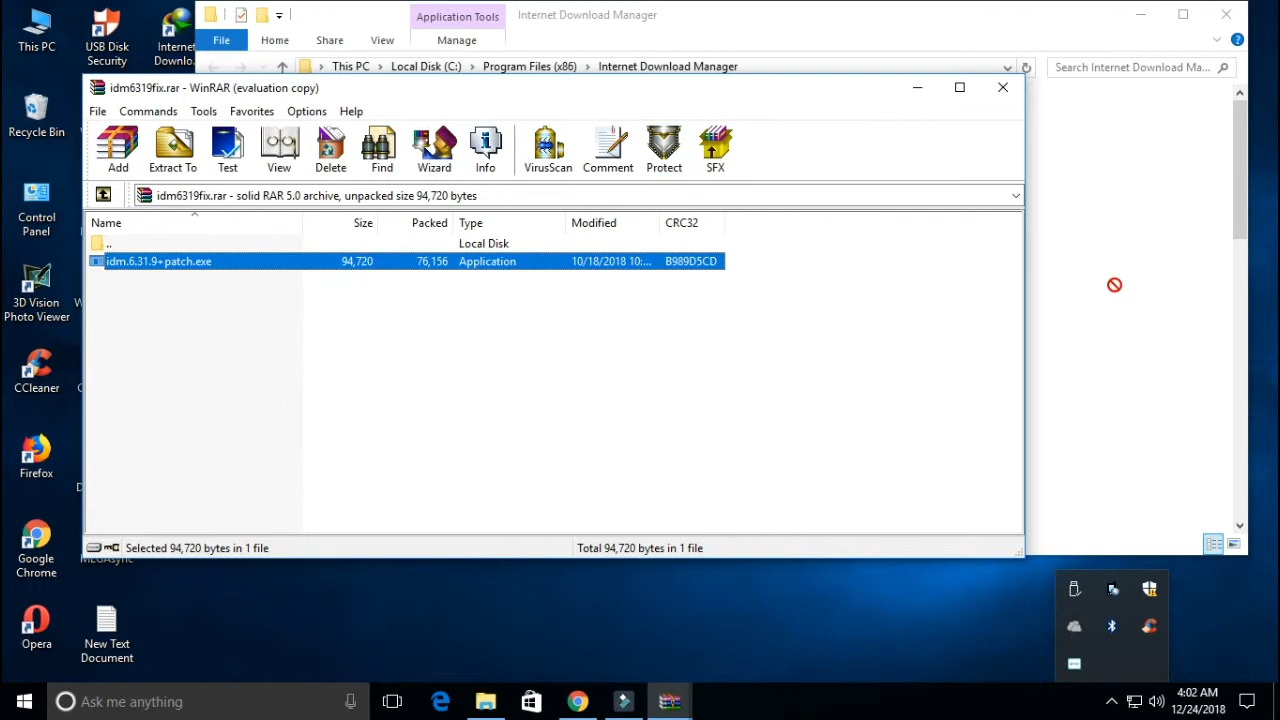 This PC
USB Disk
Security
Internet
Downlo...
Recycle Bin
Control
Panel
3D Vision
Photo Viewer
CCleaner
Firefox
Google
Chrome
MEGAsync
Opera
New Text
Document
Application Tools
Internet Download Manager
File
Home
Share
View
Manage
This PC
Local Disk (C:)
Program Files (x86)
Internet Download Manager
Search Internet Download Ma...
idm6319fix.rar - WinRAR (evaluation copy)
File Commands Tools Favorites Options Help
Add Extract To Test View Delete Find Wizard Info VirusScan Comment Protect SFX
idm6319fix.rar - solid RAR 5.0 archive, unpacked size 94,720 bytes
Name Size Packed Type Modified CRC32
.. Local Disk
idm.6.31.9+patch.exe 94,720 76,156 Application 10/18/2018 10:... B989D5CD
Selected 94,720 bytes in 1 file
Total 94,720 bytes in 1 file
Ask me anything
4:02 AM
12/24/2018